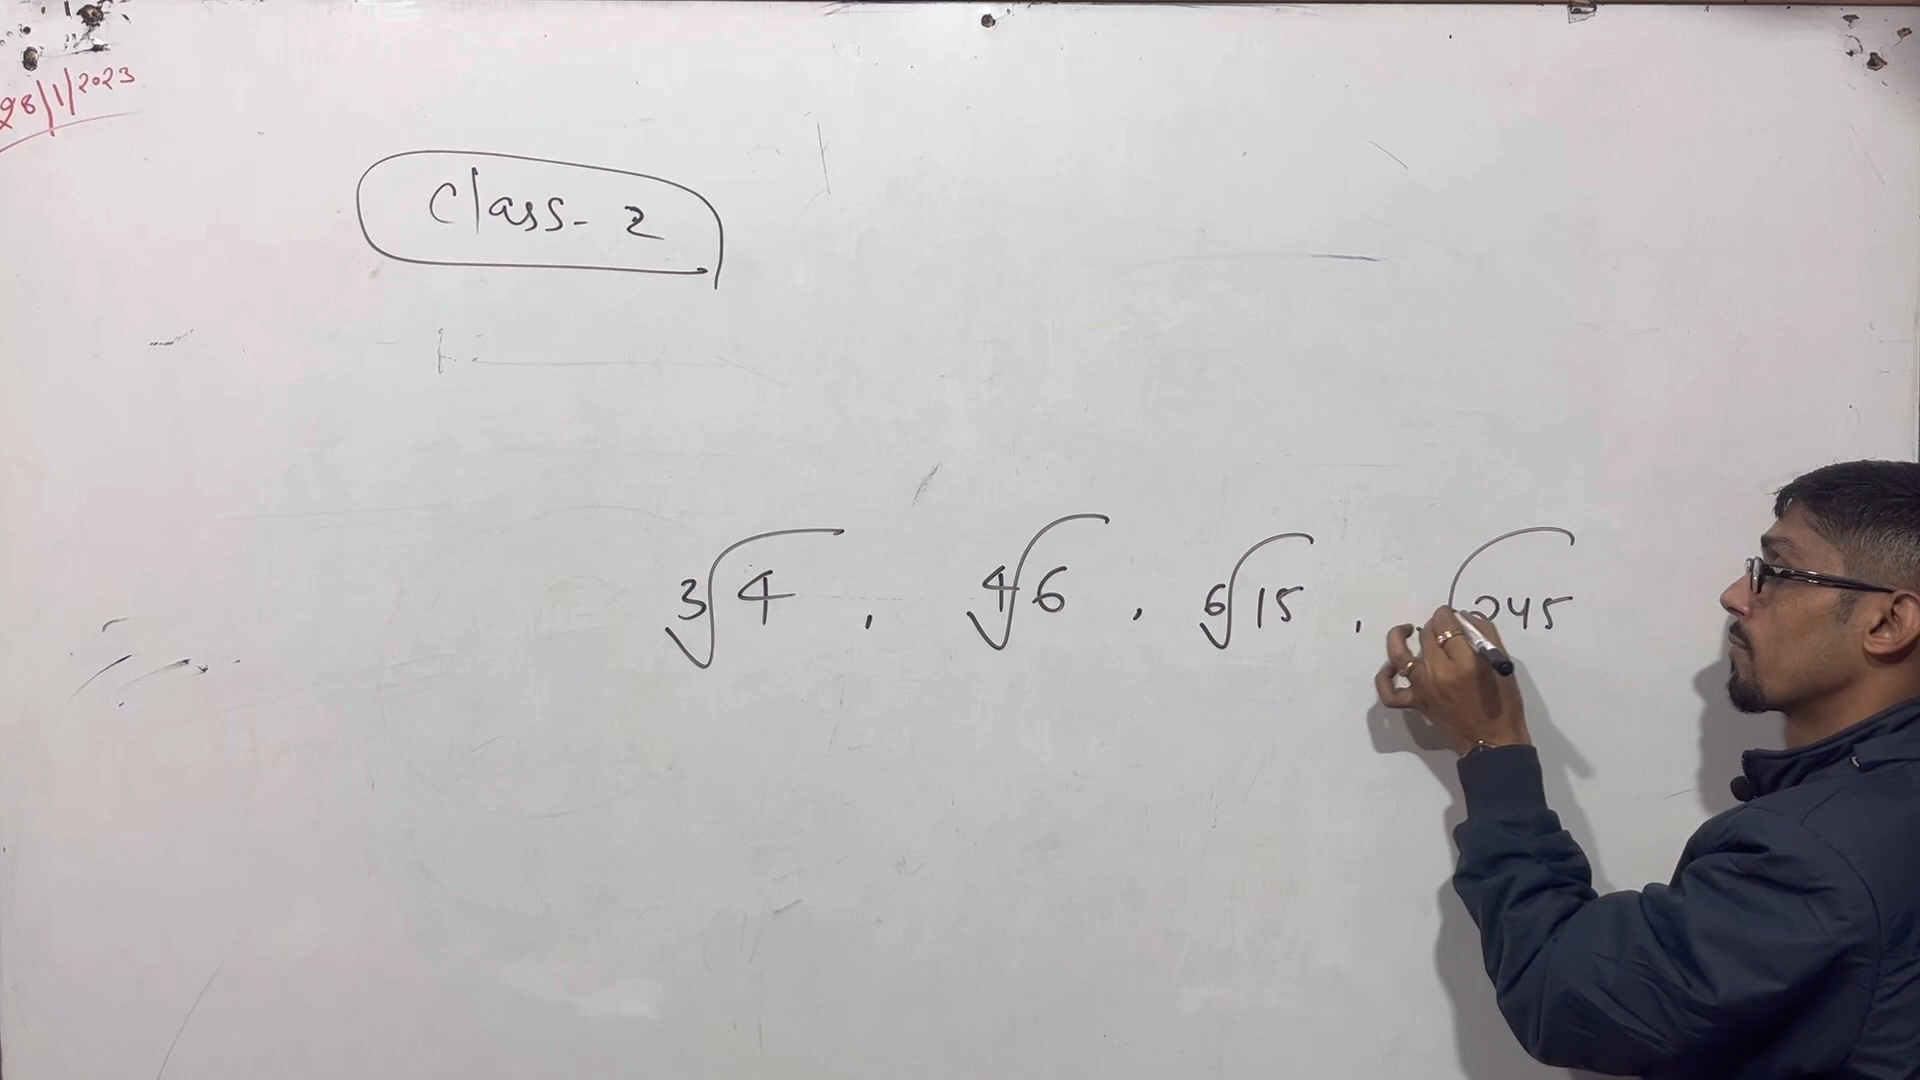 28/1/2023
Class-2
∛4 , ∜6 , ⁶√15 , √245